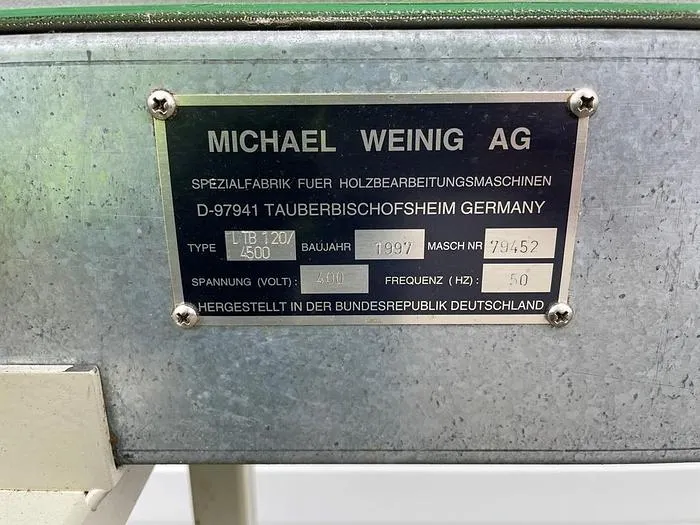 MICHAEL WEINIG AG
SPEZIALFABRIK FUER HOLZBEARBEITUNGSMASCHINEN
D-97941 TAUBERBISCHOFSHEIM GERMANY
TYPE LTB 120/ 4500 BAUJAHR 1997 MASCH NR 79452
SPANNUNG (VOLT): 400 FREQUENZ (HZ): 50
HERGESTELLT IN DER BUNDESREPUBLIK DEUTSCHLAND